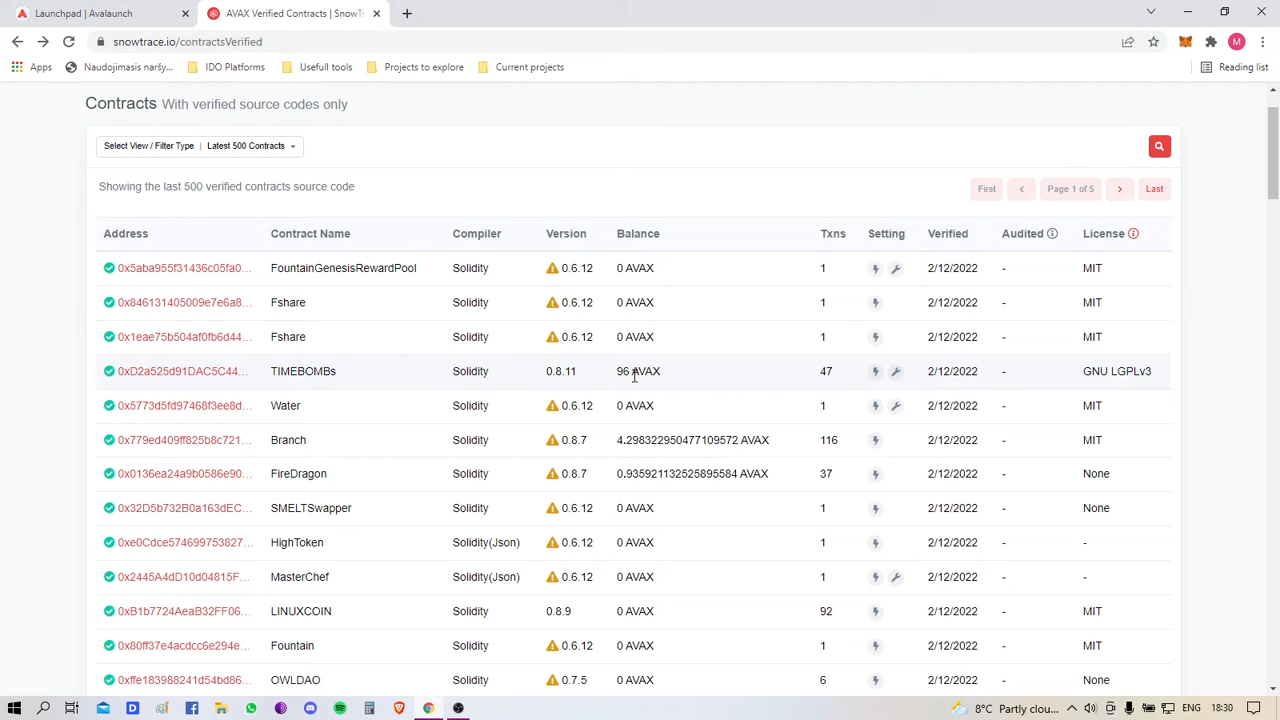 Launchpad | Avalaunch
AVAX Verified Contracts | SnowTr
snowtrace.io/contractsVerified
M
Apps
Naudojimasis naršy...
IDO Platforms
Usefull tools
Projects to explore
Current projects
Reading list
Contracts With verified source codes only
Select View / Filter Type | Latest 500 Contracts
Showing the last 500 verified contracts source code
First
Page 1 of 5
Last
Address Contract Name Compiler Version Balance Txns Setting Verified Audited License
0x5aba955f31436c05fa0... FountainGenesisRewardPool Solidity 0.6.12 0 AVAX 1 2/12/2022 - MIT
0x846131405009e7e6a8... Fshare Solidity 0.6.12 0 AVAX 1 2/12/2022 - MIT
0x1eae75b504af0fb6d44... Fshare Solidity 0.6.12 0 AVAX 1 2/12/2022 - MIT
0xD2a525d91DAC5C44... TIMEBOMBs Solidity 0.8.11 96 AVAX 47 2/12/2022 - GNU LGPLv3
0x5773d5fd97468f3ee8d... Water Solidity 0.6.12 0 AVAX 1 2/12/2022 - MIT
0x779ed409ff825b8c721... Branch Solidity 0.8.7 4.298322950477109572 AVAX 116 2/12/2022 - MIT
0x0136ea24a9b0586e90... FireDragon Solidity 0.8.7 0.935921132525895584 AVAX 37 2/12/2022 - None
0x32D5b732B0a163dEC... SMELTSwapper Solidity 0.6.12 0 AVAX 1 2/12/2022 - None
0xe0Cdce574699753827... HighToken Solidity(Json) 0.6.12 0 AVAX 1 2/12/2022 - -
0x2445A4dD10d04815F... MasterChef Solidity(Json) 0.6.12 0 AVAX 1 2/12/2022 - -
0xB1b7724AeaB32FF06... LINUXCOIN Solidity 0.8.9 0 AVAX 92 2/12/2022 - MIT
0x80ff37e4acdcc6e294e... Fountain Solidity 0.6.12 0 AVAX 1 2/12/2022 - MIT
0xffe183988241d54bd86... OWLDAO Solidity 0.7.5 0 AVAX 6 2/12/2022 - None
8°C Partly clou... ENG 18:30